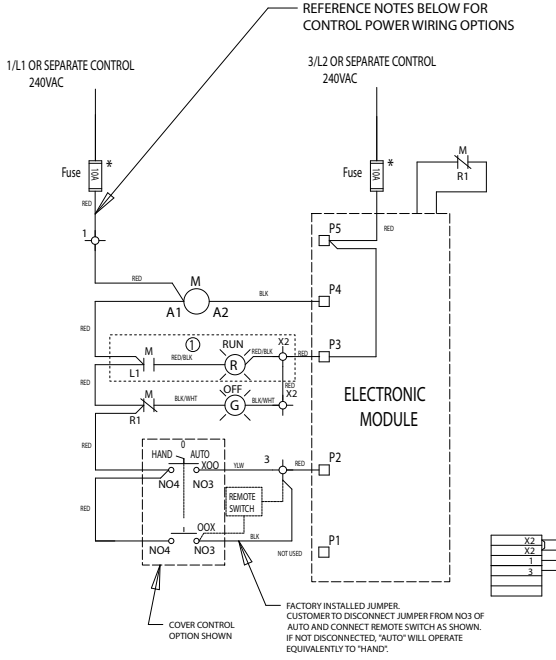 REFERENCE NOTES BELOW FOR
CONTROL POWER WIRING OPTIONS
1/L1 OR SEPARATE CONTROL
240VAC
3/L2 OR SEPARATE CONTROL
240VAC
Fuse
10A
*
RED
Fuse
10A
*
RED
M
R1
1
P5
RED
M
BLK
P4
A1
A2
RED
1
M
RED/BLK
L1
RUN
R
RED/BLK
X2
RED
P3
RED
M
R1
BLK/WHT
OFF
G
BLK/WHT
RED
X2
ELECTRONIC
MODULE
RED
0
HAND
AUTO
XOO
YLW
3
RED
P2
NO4
NO3
RED
REMOTE
SWITCH
OOX
BLK
NO4
NO3
NOT USED
P1
X2
X2
1
3
COVER CONTROL
OPTION SHOWN
FACTORY INSTALLED JUMPER.
CUSTOMER TO DISCONNECT JUMPER FROM NO3 OF
AUTO AND CONNECT REMOTE SWITCH AS SHOWN.
IF NOT DISCONNECTED, "AUTO" WILL OPERATE
EQUIVALENTLY TO "HAND".